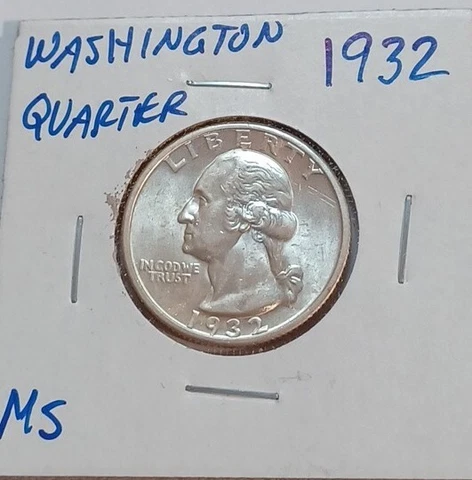 WASHINGTON 1932
QUARTER
LIBERTY
IN GOD WE
TRUST
1932
MS